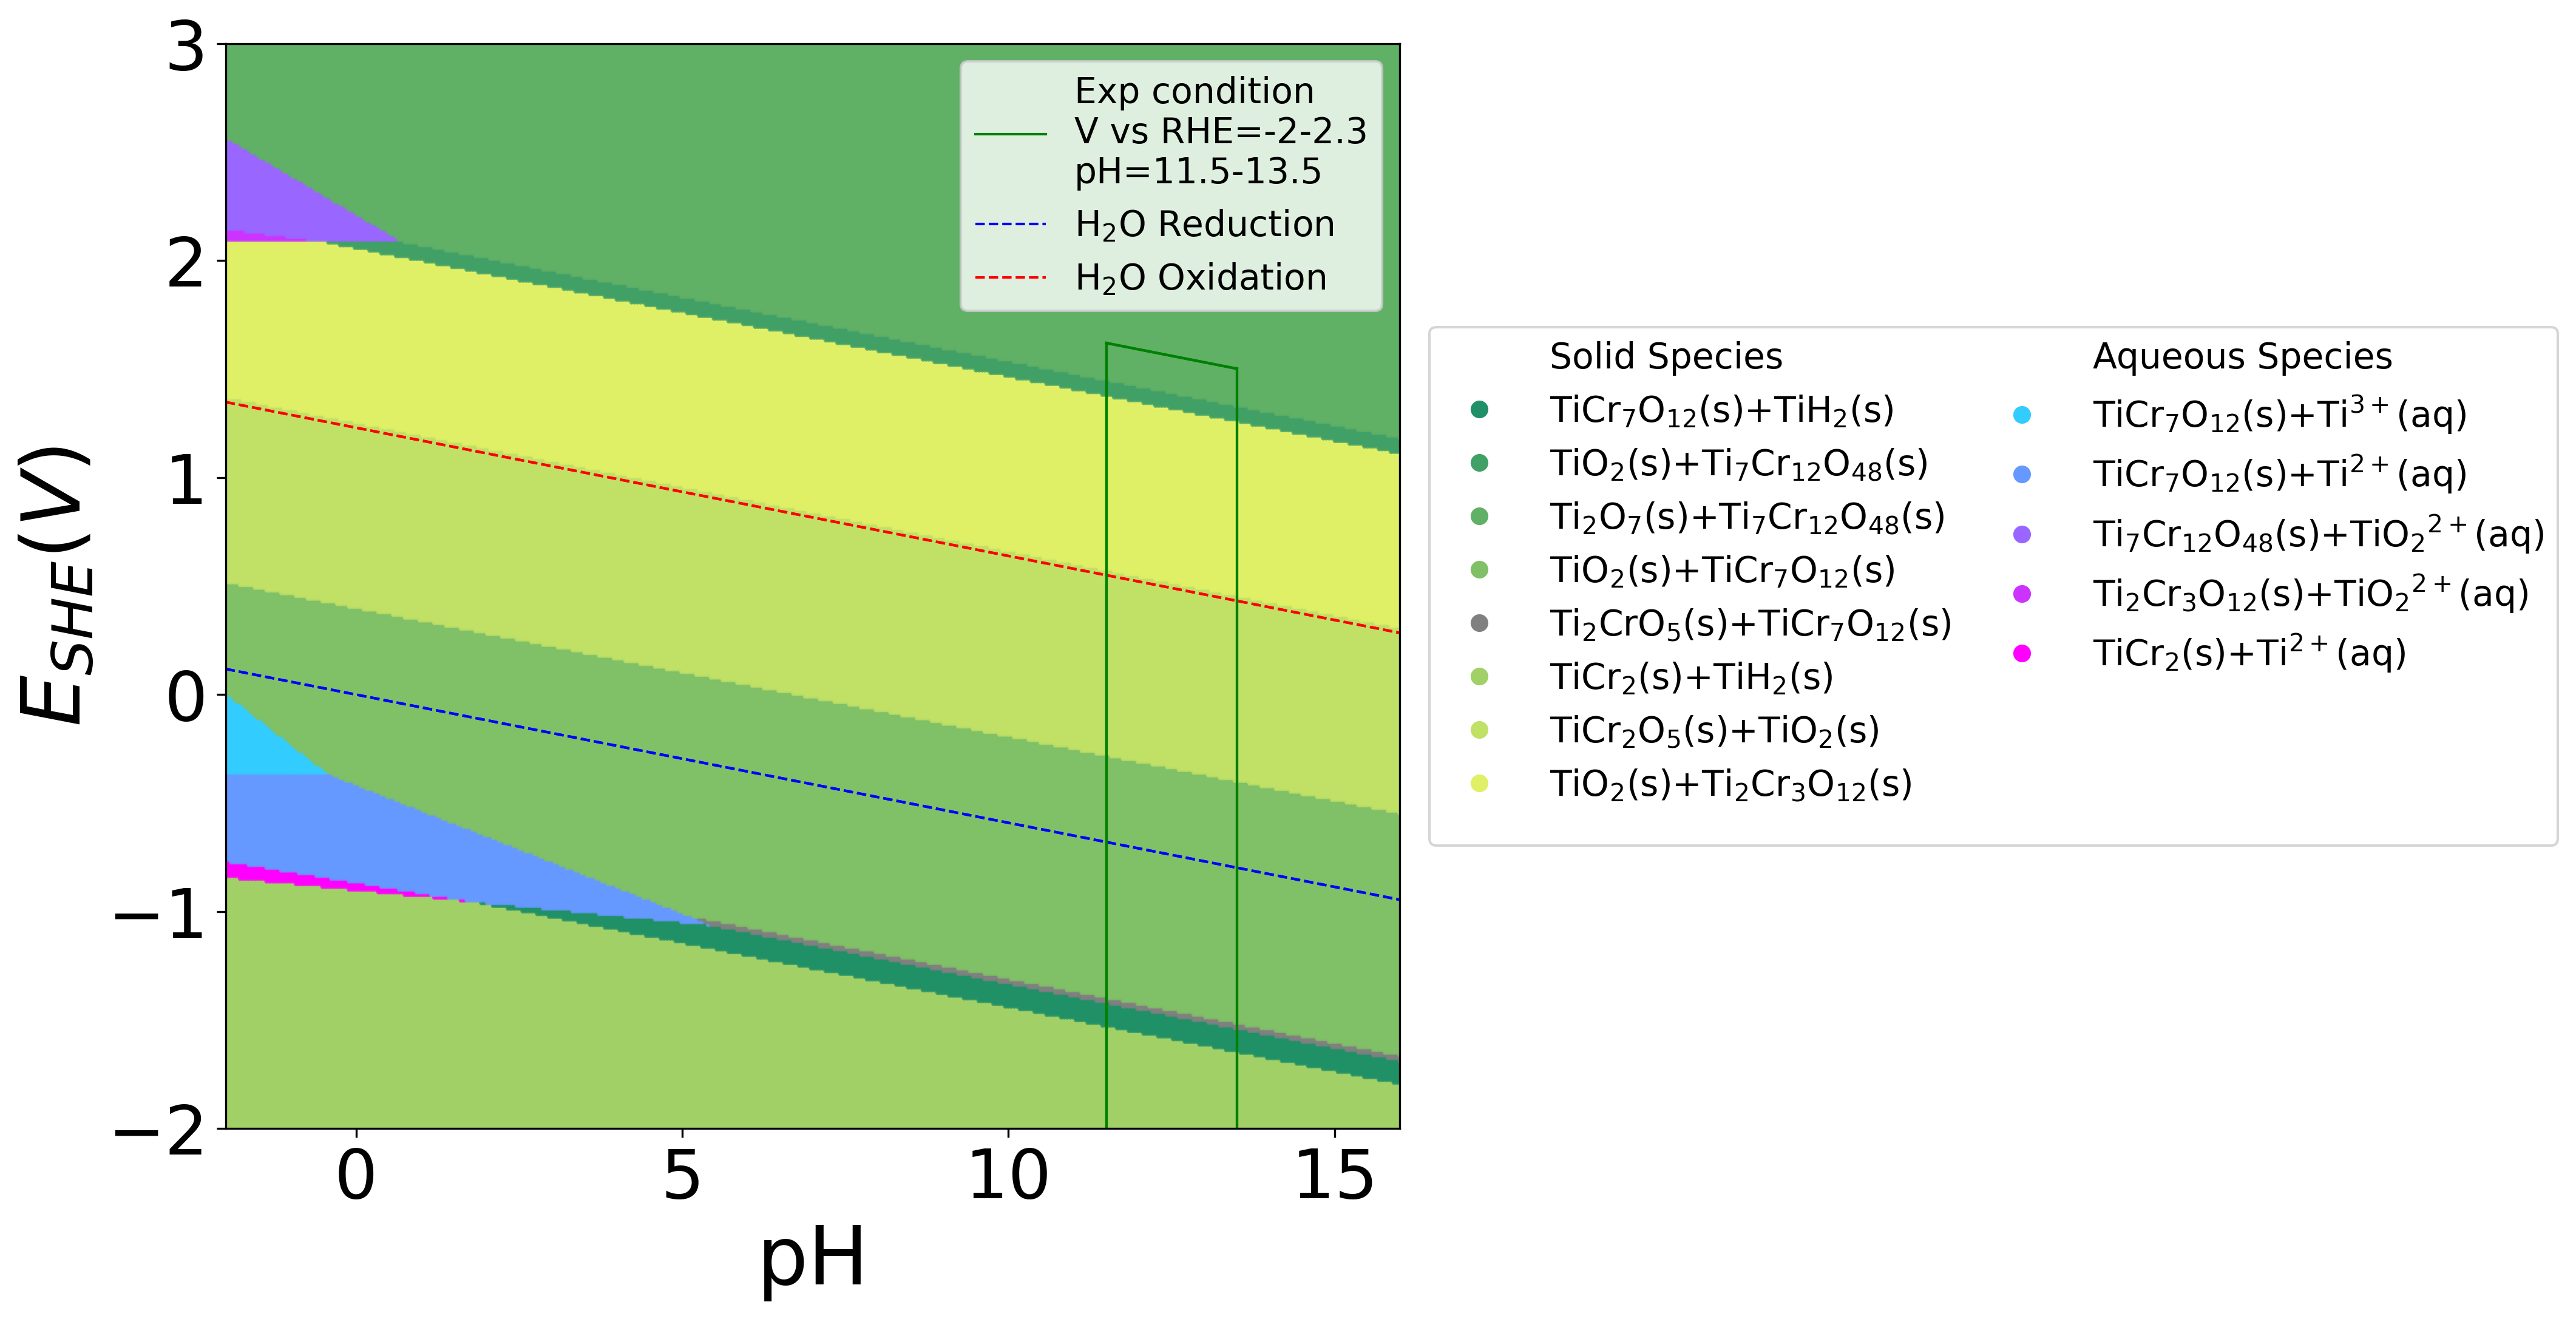 3
2
1
0
−1
−2
E_SHE(V)
0
5
10
15
pH
Exp condition
V vs RHE=-2-2.3
pH=11.5-13.5
H₂O Reduction
H₂O Oxidation
Solid Species
TiCr₇O₁₂(s)+TiH₂(s)
TiO₂(s)+Ti₇Cr₁₂O₄₈(s)
Ti₂O₇(s)+Ti₇Cr₁₂O₄₈(s)
TiO₂(s)+TiCr₇O₁₂(s)
Ti₂CrO₅(s)+TiCr₇O₁₂(s)
TiCr₂(s)+TiH₂(s)
TiCr₂O₅(s)+TiO₂(s)
TiO₂(s)+Ti₂Cr₃O₁₂(s)
Aqueous Species
TiCr₇O₁₂(s)+Ti³⁺(aq)
TiCr₇O₁₂(s)+Ti²⁺(aq)
Ti₇Cr₁₂O₄₈(s)+TiO₂²⁺(aq)
Ti₂Cr₃O₁₂(s)+TiO₂²⁺(aq)
TiCr₂(s)+Ti²⁺(aq)